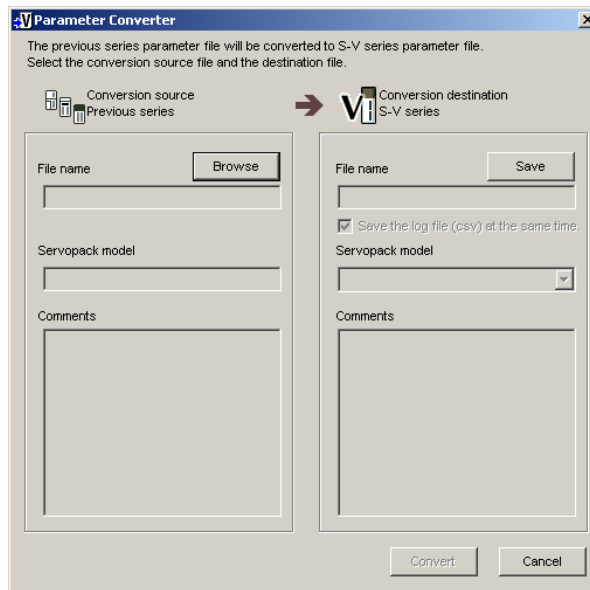 Parameter Converter
The previous series parameter file will be converted to S-V series parameter file.
Select the conversion source file and the destination file.
Conversion source
Previous series
Conversion destination
S-V series
File name
Browse
Servopack model
Comments
File name
Save
Save the log file (csv) at the same time.
Servopack model
Comments
Convert
Cancel